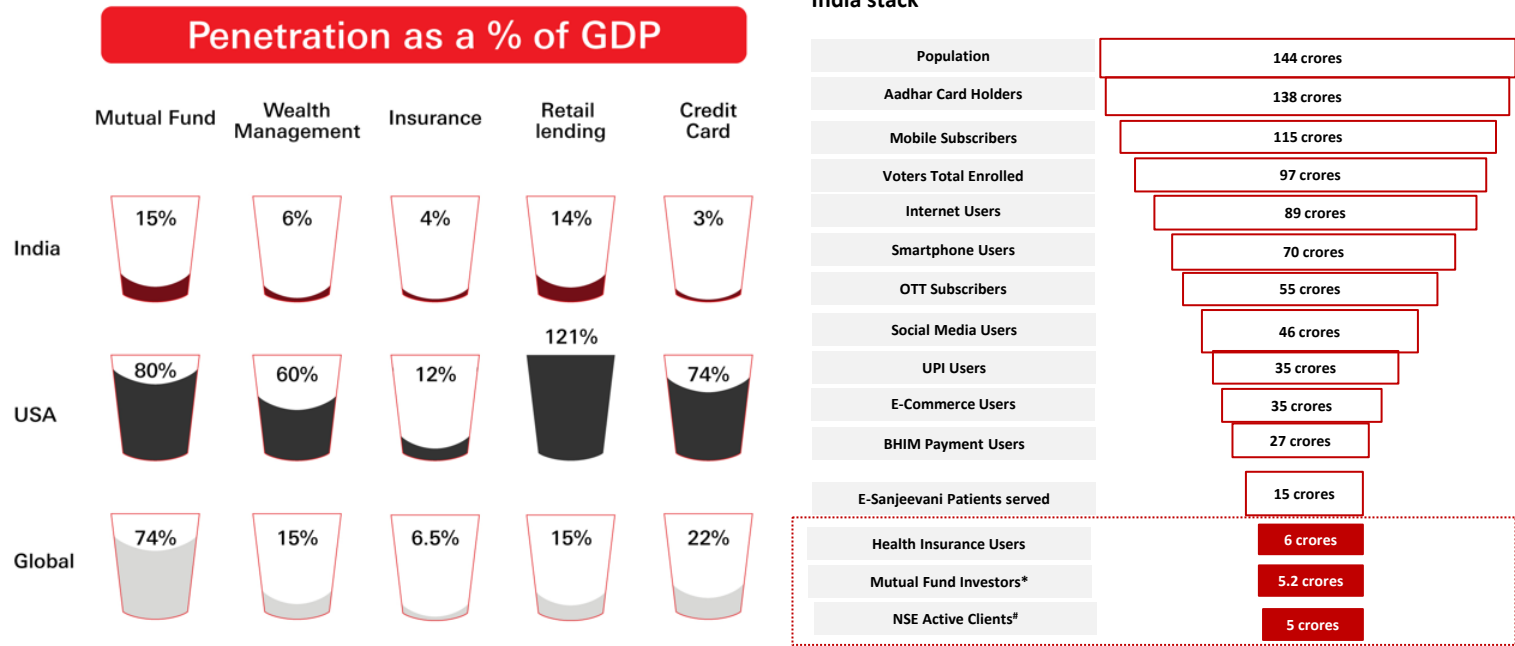 Penetration as a % of GDP
Mutual Fund
Wealth
Management
Insurance
Retail
lending
Credit
Card
India
15%
6%
4%
14%
3%
USA
80%
60%
12%
121%
74%
Global
74%
15%
6.5%
15%
22%
India stack
Population
144 crores
Aadhar Card Holders
138 crores
Mobile Subscribers
115 crores
Voters Total Enrolled
97 crores
Internet Users
89 crores
Smartphone Users
70 crores
OTT Subscribers
55 crores
Social Media Users
46 crores
UPI Users
35 crores
E-Commerce Users
35 crores
BHIM Payment Users
27 crores
E-Sanjeevani Patients served
15 crores
Health Insurance Users
6 crores
Mutual Fund Investors*
5.2 crores
NSE Active Clients#
5 crores